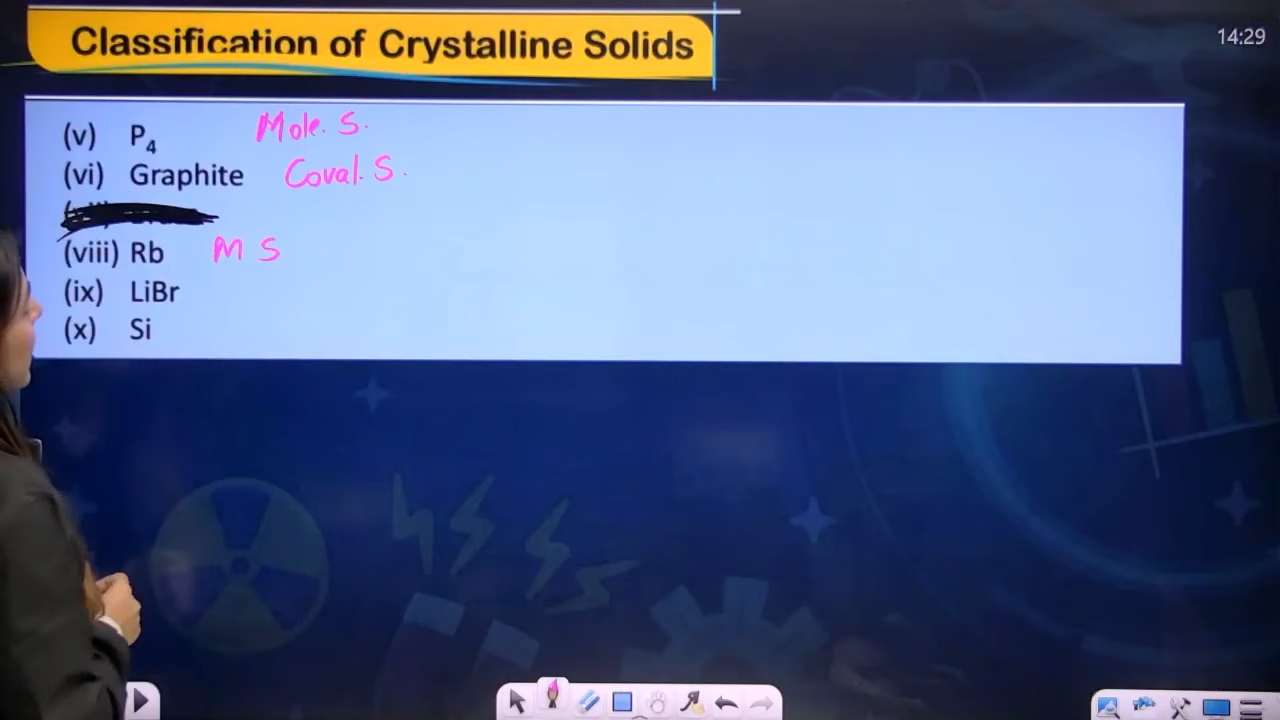 Classification of Crystalline Solids
14:29
(v) P₄ Mole. S.
(vi) Graphite Coval. S.
(viii) Rb M S
(ix) LiBr
(x) Si